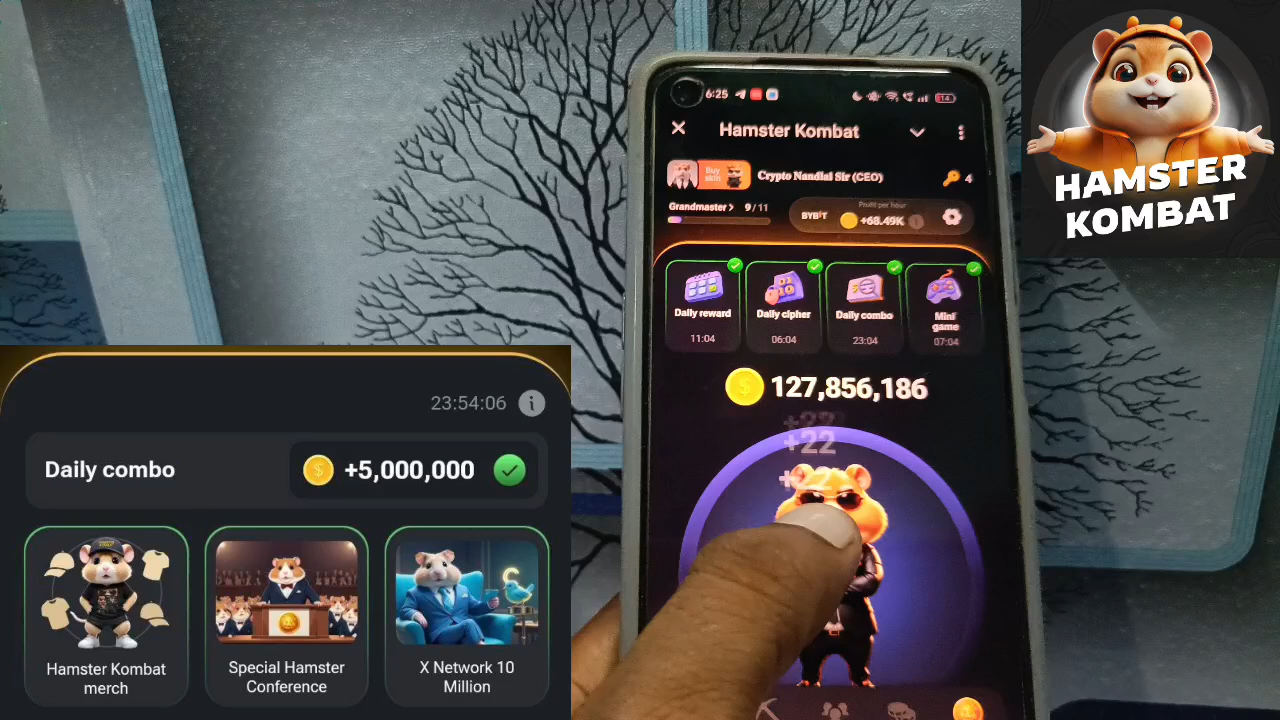 6:25
14
Hamster Kombat
Buy
skin
Crypto Nandlal Sir (CEO)
4
Grandmaster > 9/11
Profit per hour
BYBIT +68.49K
Daily reward
11:04
Daily cipher
06:04
Daily combo
23:04
Mini
game
07:04
127,856,186
+22
+22
HAMSTER
KOMBAT
23:54:06
Daily combo +5,000,000
Hamster Kombat
merch
Special Hamster
Conference
X Network 10
Million